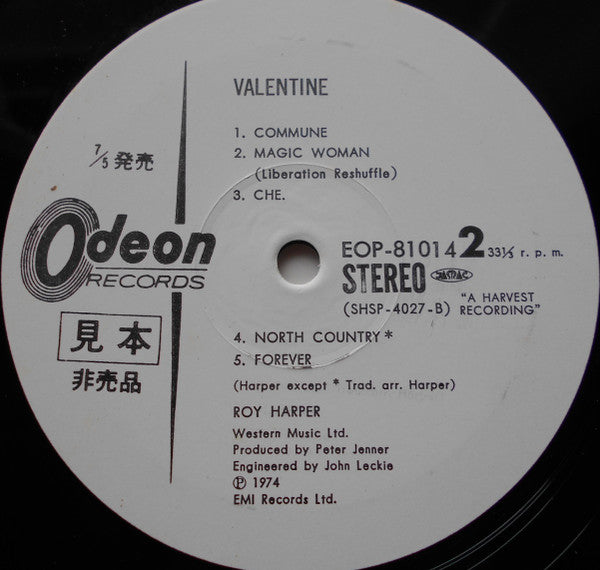 VALENTINE
1. COMMUNE
2. MAGIC WOMAN
(Liberation Reshuffle)
3. CHE.
7/5 発売
Odeon
RECORDS
EOP-81014 2 33⅓ r. p. m.
STEREO JASRAC
(SHSP-4027-B) "A HARVEST
RECORDING"
見本
非売品
4. NORTH COUNTRY*
5. FOREVER
(Harper except * Trad. arr. Harper)
ROY HARPER
Western Music Ltd.
Produced by Peter Jenner
Engineered by John Leckie
℗ 1974
EMI Records Ltd.